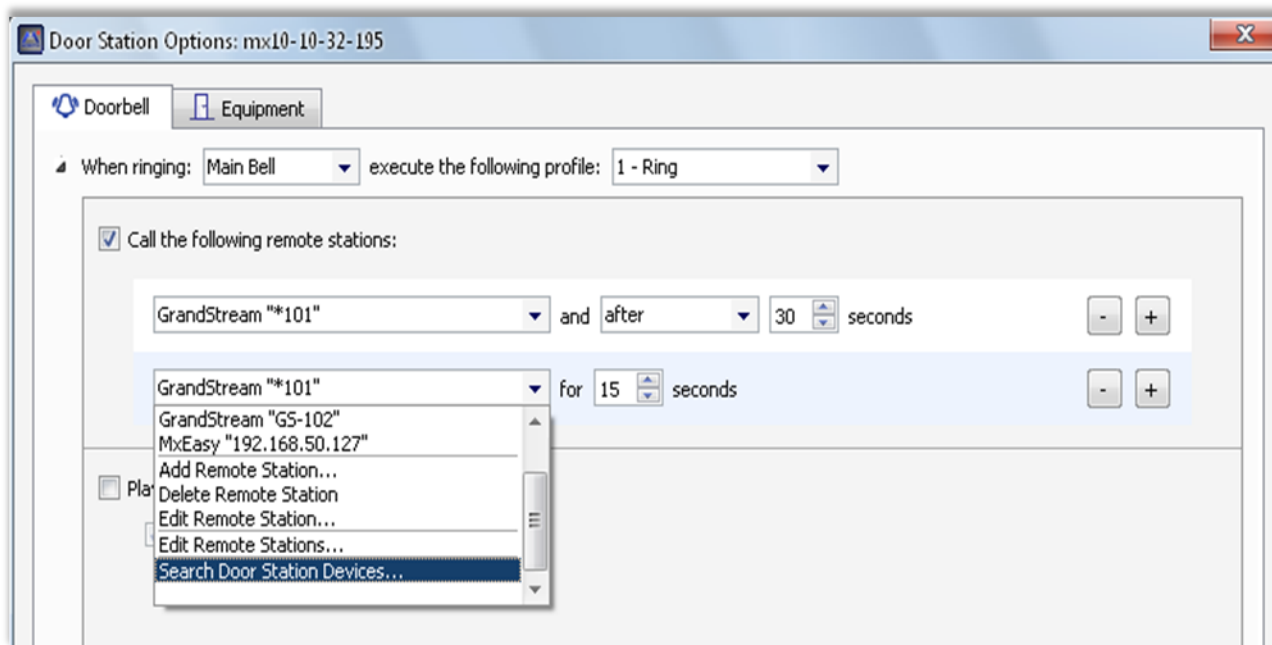 Door Station Options: mx10-10-32-195
Doorbell Equipment
When ringing: Main Bell execute the following profile: 1 - Ring
Call the following remote stations:
GrandStream "*101" and after 30 seconds - +
GrandStream "*101" for 15 seconds - +
GrandStream "GS-102"
MxEasy "192.168.50.127"
Add Remote Station...
Delete Remote Station
Edit Remote Station...
Edit Remote Stations...
Search Door Station Devices...